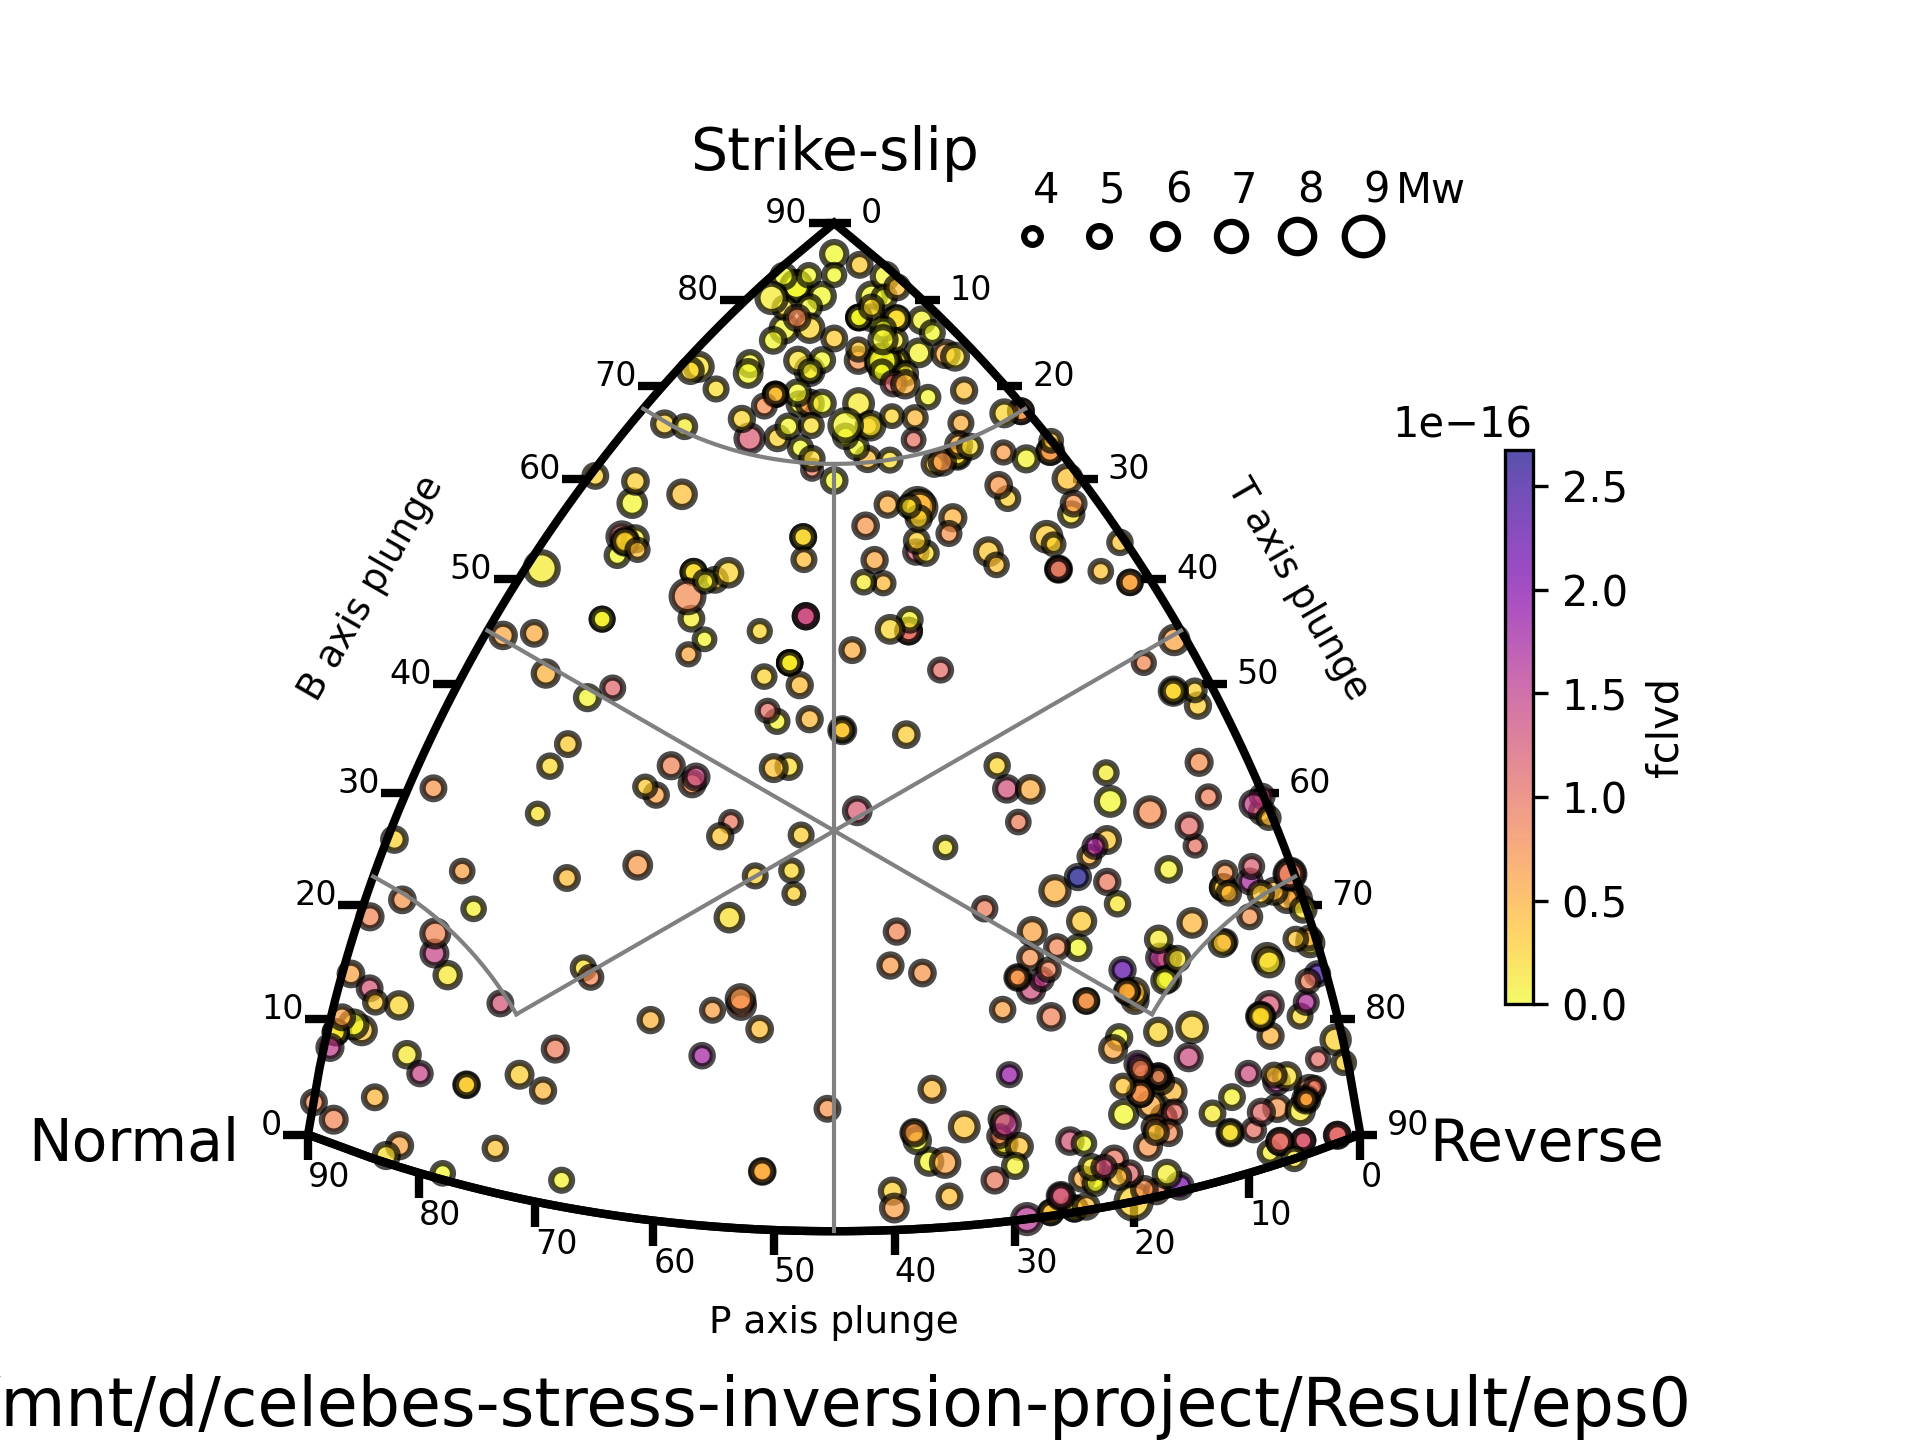 Strike-slip
4 5 6 7 8 9 Mw
90 0
80 10
70 20
1e−16
60 30
2.5
50 40
2.0
B axis plunge
T axis plunge
40 50
1.5
fclvd
30 60
1.0
20 70
0.5
10 80
0.0
Normal 0 90 Reverse
90 80 70 60 50 40 30 20 10 0
P axis plunge
mnt/d/celebes-stress-inversion-project/Result/eps0